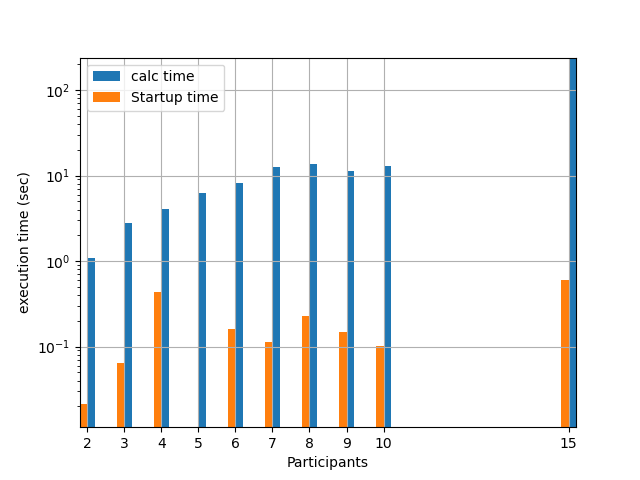 calc time
Startup time
10²
10¹
10⁰
10⁻¹
execution time (sec)
2 3 4 5 6 7 8 9 10 15
Participants